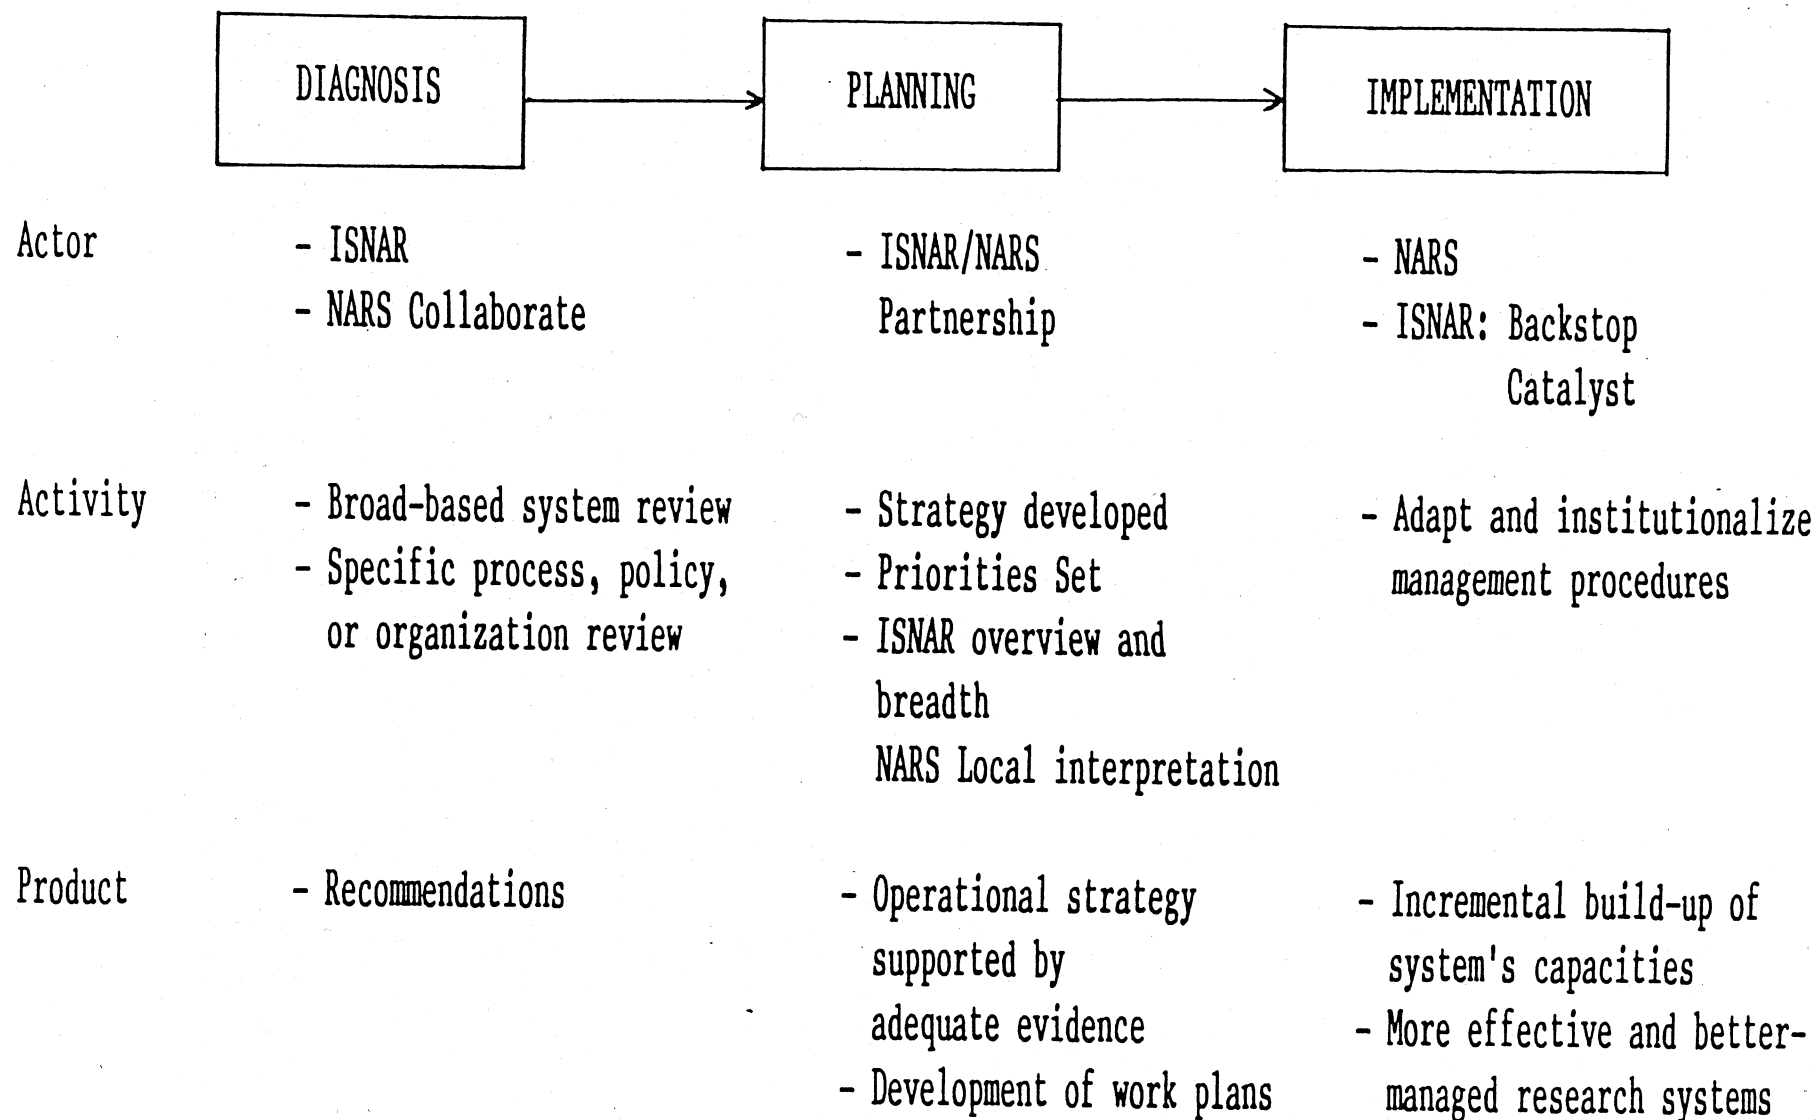 DIAGNOSIS
PLANNING
IMPLEMENTATION
Actor
- ISNAR
- NARS Collaborate
- ISNAR/NARS
Partnership
- NARS
- ISNAR: Backstop
Catalyst
Activity
- Broad-based system review
- Specific process, policy,
or organization review
- Strategy developed
- Priorities Set
- ISNAR overview and
breadth
NARS Local interpretation
- Adapt and institutionalize
management procedures
Product
- Recommendations
- Operational strategy
supported by
adequate evidence
- Development of work plans
- Incremental build-up of
system's capacities
- More effective and better-
managed research systems